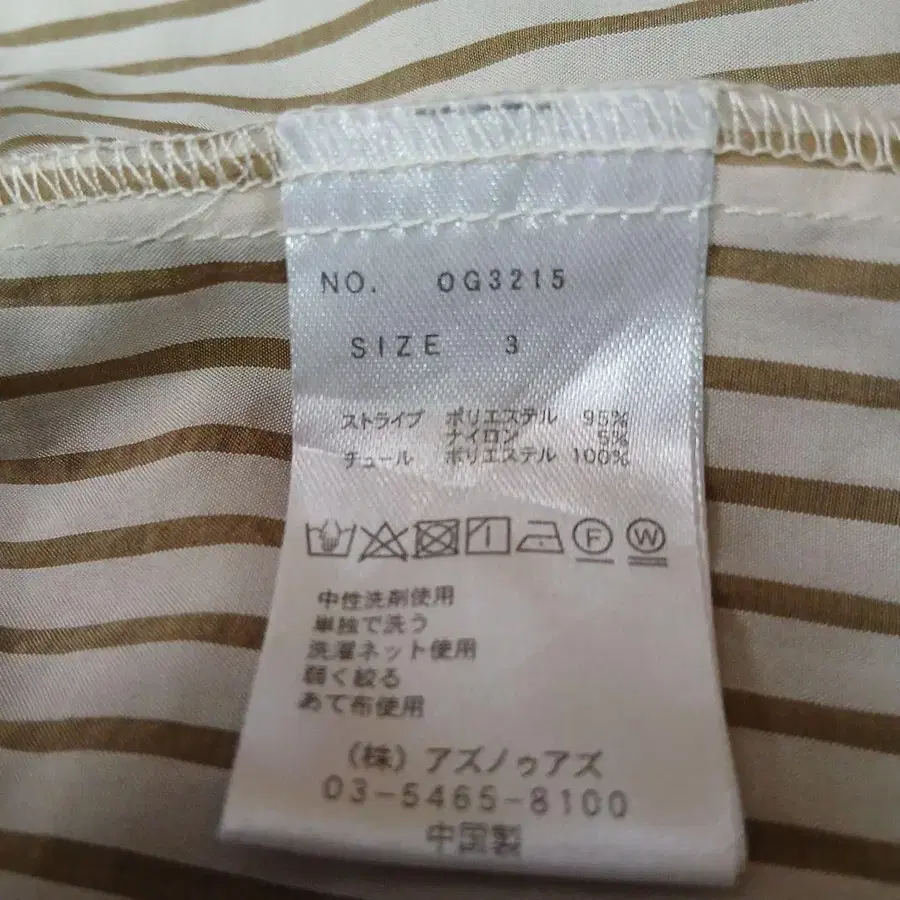 NO. OG3215
SIZE 3
ストライプ ポリエステル 95%
ナイロン 5%
チュール ポリエステル 100%
F W
中性洗剤使用
単独で洗う
洗濯ネット使用
弱く絞る
あて布使用
(株) アズノゥアズ
03-5465-8100
中国製